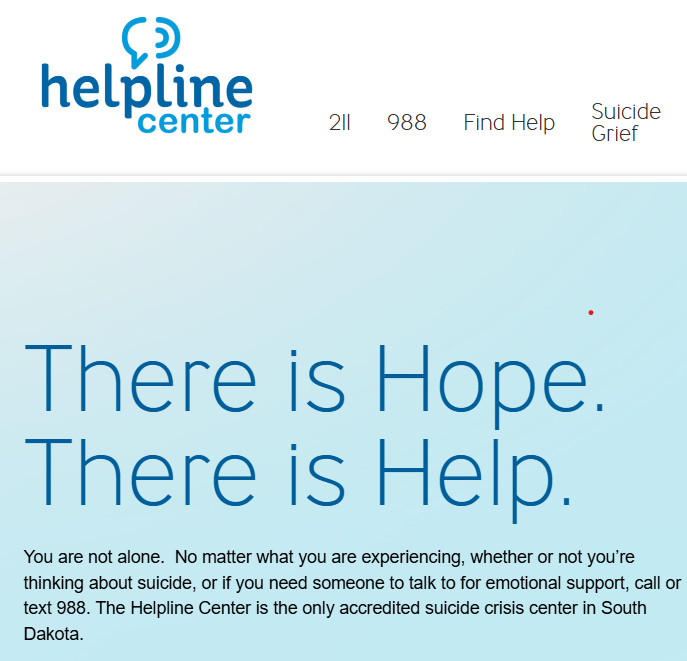 helpline
center
211
988
Find Help
Suicide
Grief
There is Hope.
There is Help.
You are not alone.  No matter what you are experiencing, whether or not you're
thinking about suicide, or if you need someone to talk to for emotional support, call or
text 988. The Helpline Center is the only accredited suicide crisis center in South
Dakota.